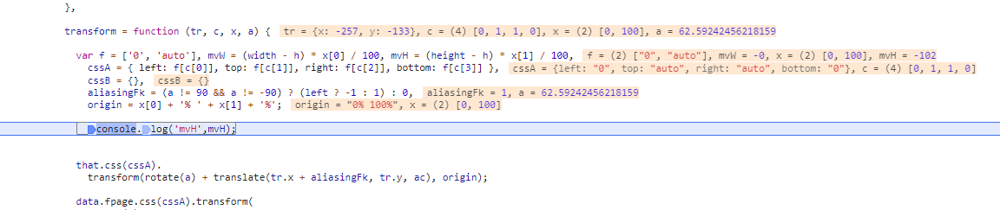 },
transform = function (tr, c, x, a) { tr = {x: -257, y: -133}, c = (4) [0, 1, 1, 0], x = (2) [0, 100], a = 62.59242456218159
var f = ['0', 'auto'], mvW = (width - h) * x[0] / 100, mvH = (height - h) * x[1] / 100, f = (2) ["0", "auto"], mvW = -0, x = (2) [0, 100], mvH = -102
cssA = { left: f[c[0]], top: f[c[1]], right: f[c[2]], bottom: f[c[3]] }, cssA = {left: "0", top: "auto", right: "auto", bottom: "0"}, c = (4) [0, 1, 1, 0]
cssB = {}, cssB = {}
aliasingFk = (a != 90 && a != -90) ? (left ? -1 : 1) : 0, aliasingFk = 1, a = 62.59242456218159
origin = x[0] + '% ' + x[1] + '%'; origin = "0% 100%", x = (2) [0, 100]
console.log('mvH',mvH);
that.css(cssA).
transform(rotate(a) + translate(tr.x + aliasingFk, tr.y, ac), origin);
data.fpage.css(cssA).transform(